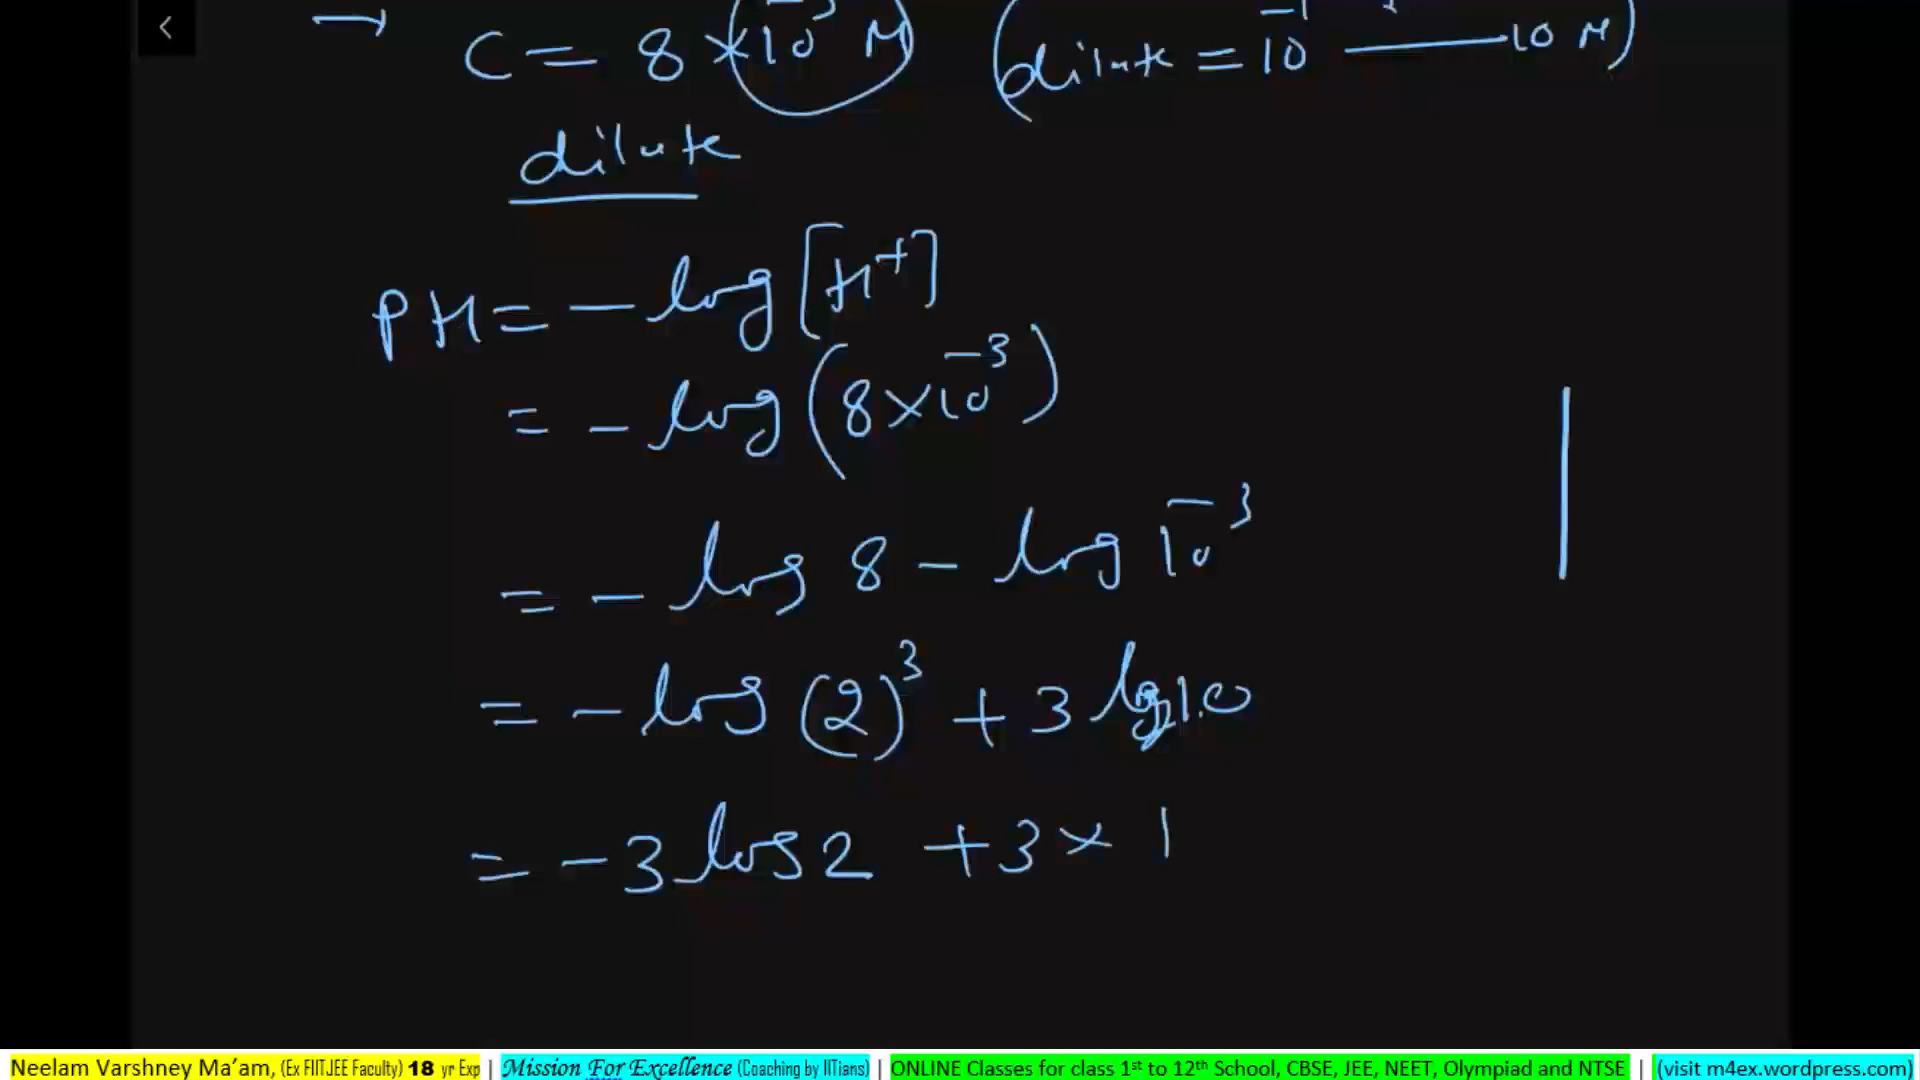 <
→ C = 8 × 10⁻³ M (dilute = 10⁻¹ — 10 M)
dilute
PH = - log [H⁺]
= - log (8×10⁻³)
= - log 8 - log 10⁻³
= - log (2)³ + 3 log 10
= - 3 log 2 + 3 × 1
Neelam Varshney Ma’am, (Ex FIITJEE Faculty) 18 yr Exp | Mission For Excellence (Coaching by IITians) | ONLINE Classes for class 1st to 12th School, CBSE, JEE, NEET, Olympiad and NTSE | (visit m4ex.wordpress.com)